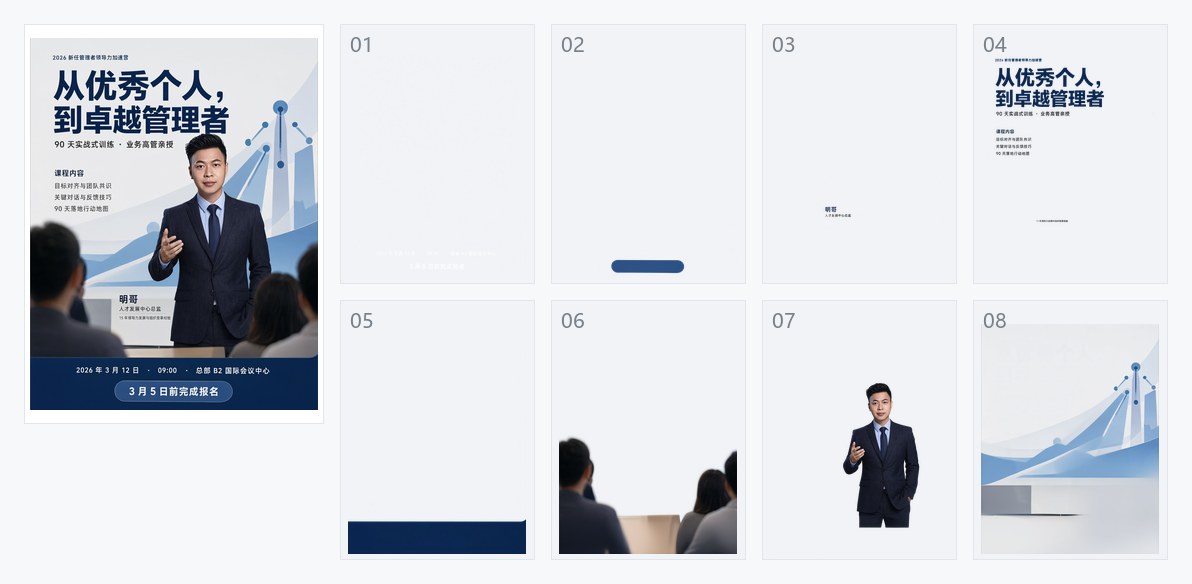 2026 新任管理者领导力加速营
从优秀个人，
到卓越管理者
90 天实战式训练 · 业务高管亲授
课程内容
目标对齐与团队共识
关键对话与反馈技巧
90 天落地行动地图
明哥
人才发展中心总监
2026 年 3 月 12 日 · 09:00 · 总部 B2 国际会议中心
3 月 5 日前完成报名
01
02
03
明哥
人才发展中心总监
04
2026 新任管理者领导力加速营
从优秀个人，
到卓越管理者
90 天实战式训练 · 业务高管亲授
课程内容
目标对齐与团队共识
关键对话与反馈技巧
90 天落地行动地图
05
06
07
08